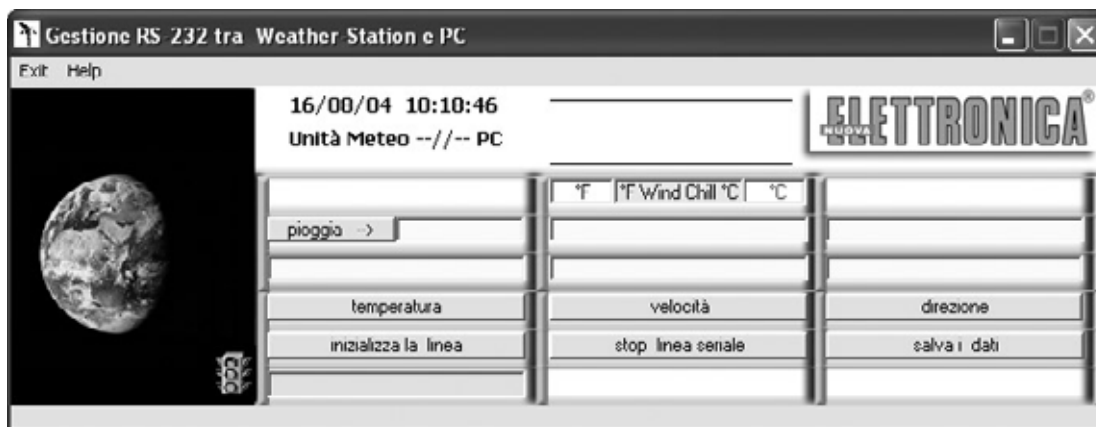 Gestione RS 232 tra Weather Station e PC
Exit Help
16/00/04 10:10:46
Unità Meteo --//-- PC
NUOVA ELETTRONICA ®
°F °F Wind Chill °C °C
pioggia -->
temperatura velocità direzione
inizializza la linea stop linea seriale salva i dati